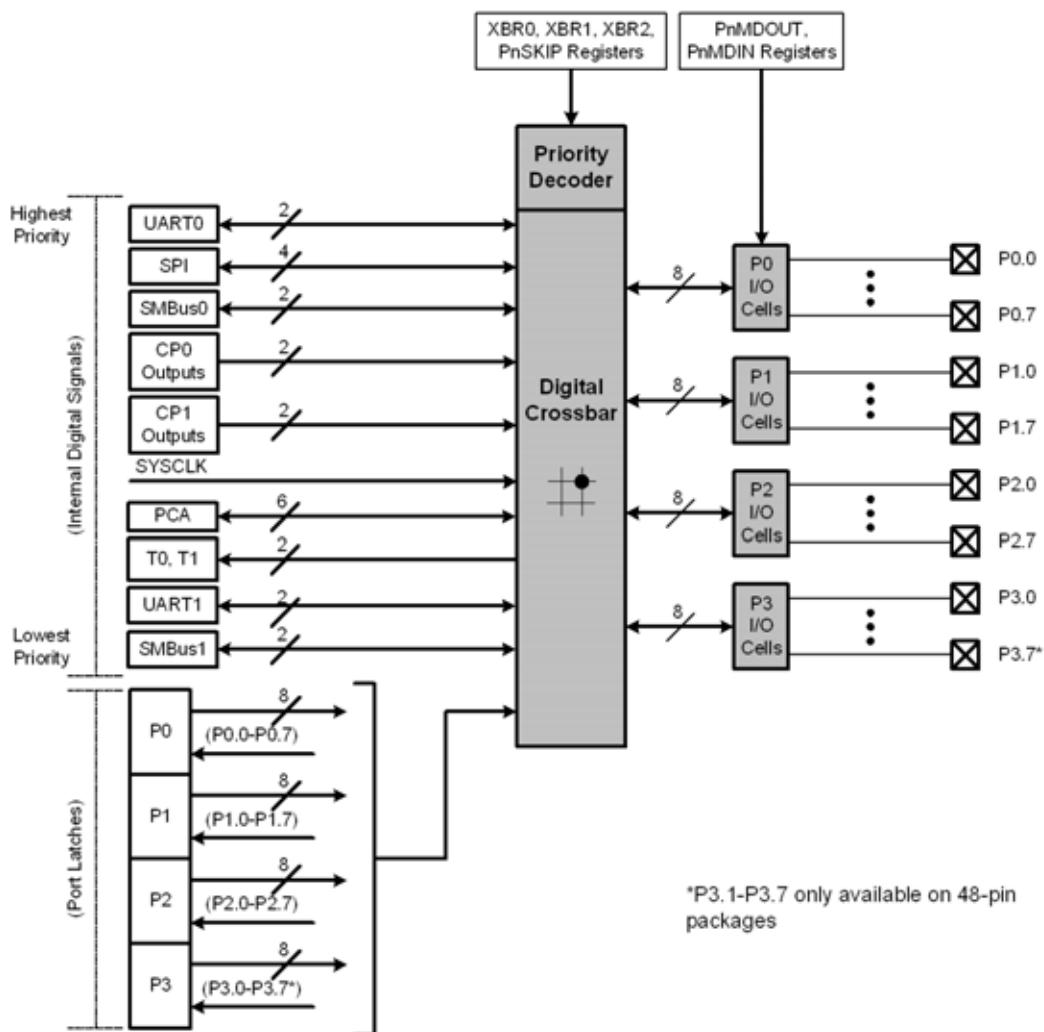 XBR0, XBR1, XBR2,
PnSKIP Registers
PnMDOUT,
PnMDIN Registers
Priority
Decoder
Highest
Priority
(Internal Digital Signals)
Lowest
Priority
UART0
2
SPI
4
SMBus0
2
CP0
Outputs
2
CP1
Outputs
2
SYSCLK
PCA
6
T0, T1
2
UART1
2
SMBus1
2
Digital
Crossbar
8
P0
I/O
Cells
P0.0
P0.7
8
P1
I/O
Cells
P1.0
P1.7
8
P2
I/O
Cells
P2.0
P2.7
8
P3
I/O
Cells
P3.0
P3.7*
(Port Latches)
P0
8
(P0.0-P0.7)
P1
8
(P1.0-P1.7)
P2
8
(P2.0-P2.7)
P3
8
(P3.0-P3.7*)
*P3.1-P3.7 only available on 48-pin
packages